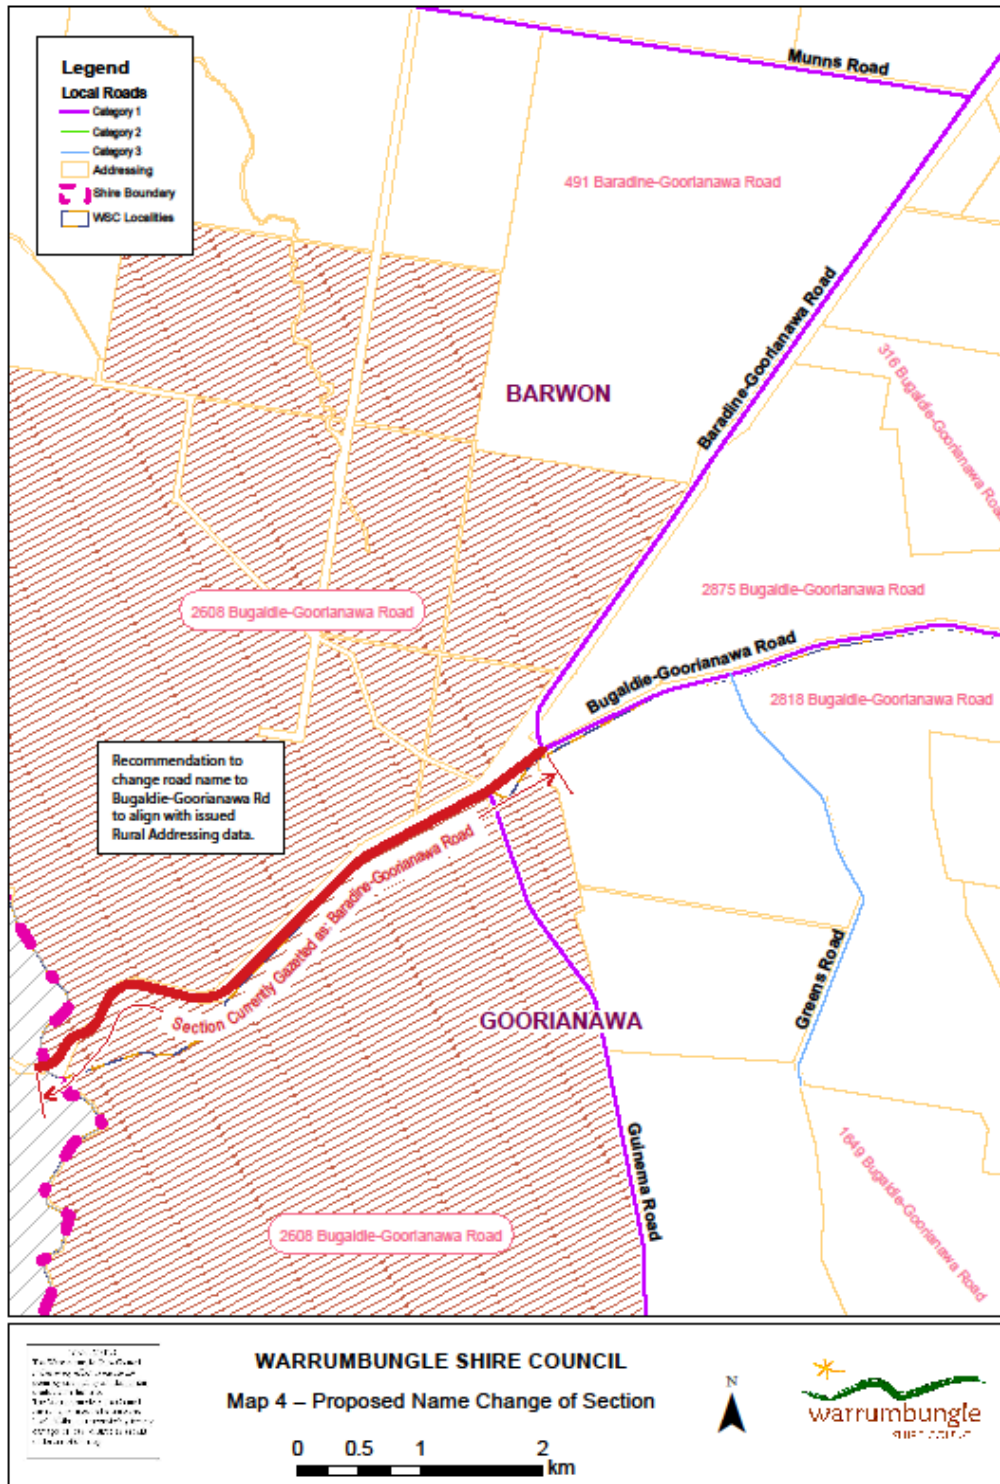 Legend
Local Roads
Category 1
Category 2
Category 3
Addressing
Shire Boundary
WSC Localities
Munns Road
491 Baradine-Goorianawa Road
Baradine-Goorianawa Road
316 Bugaldie-Goorianawa Road
BARWON
2608 Bugaldie-Goorianawa Road
2875 Bugaldie-Goorianawa Road
Bugaldie-Goorianawa Road
2818 Bugaldie-Goorianawa Road
Recommendation to
change road name to
Bugaldie-Goorianawa Rd
to align with issued
Rural Addressing data.
Section Currently Gazetted as: Baradine-Goorianawa Road
GOORIANAWA
Greens Road
Guinema Road
1649 Bugaldie-Goorianawa Road
2608 Bugaldie-Goorianawa Road
WARRUMBUNGLE SHIRE COUNCIL
Map 4 – Proposed Name Change of Section
0 0.5 1 2
km
N
warrumbungle
SHIRE COUNCIL